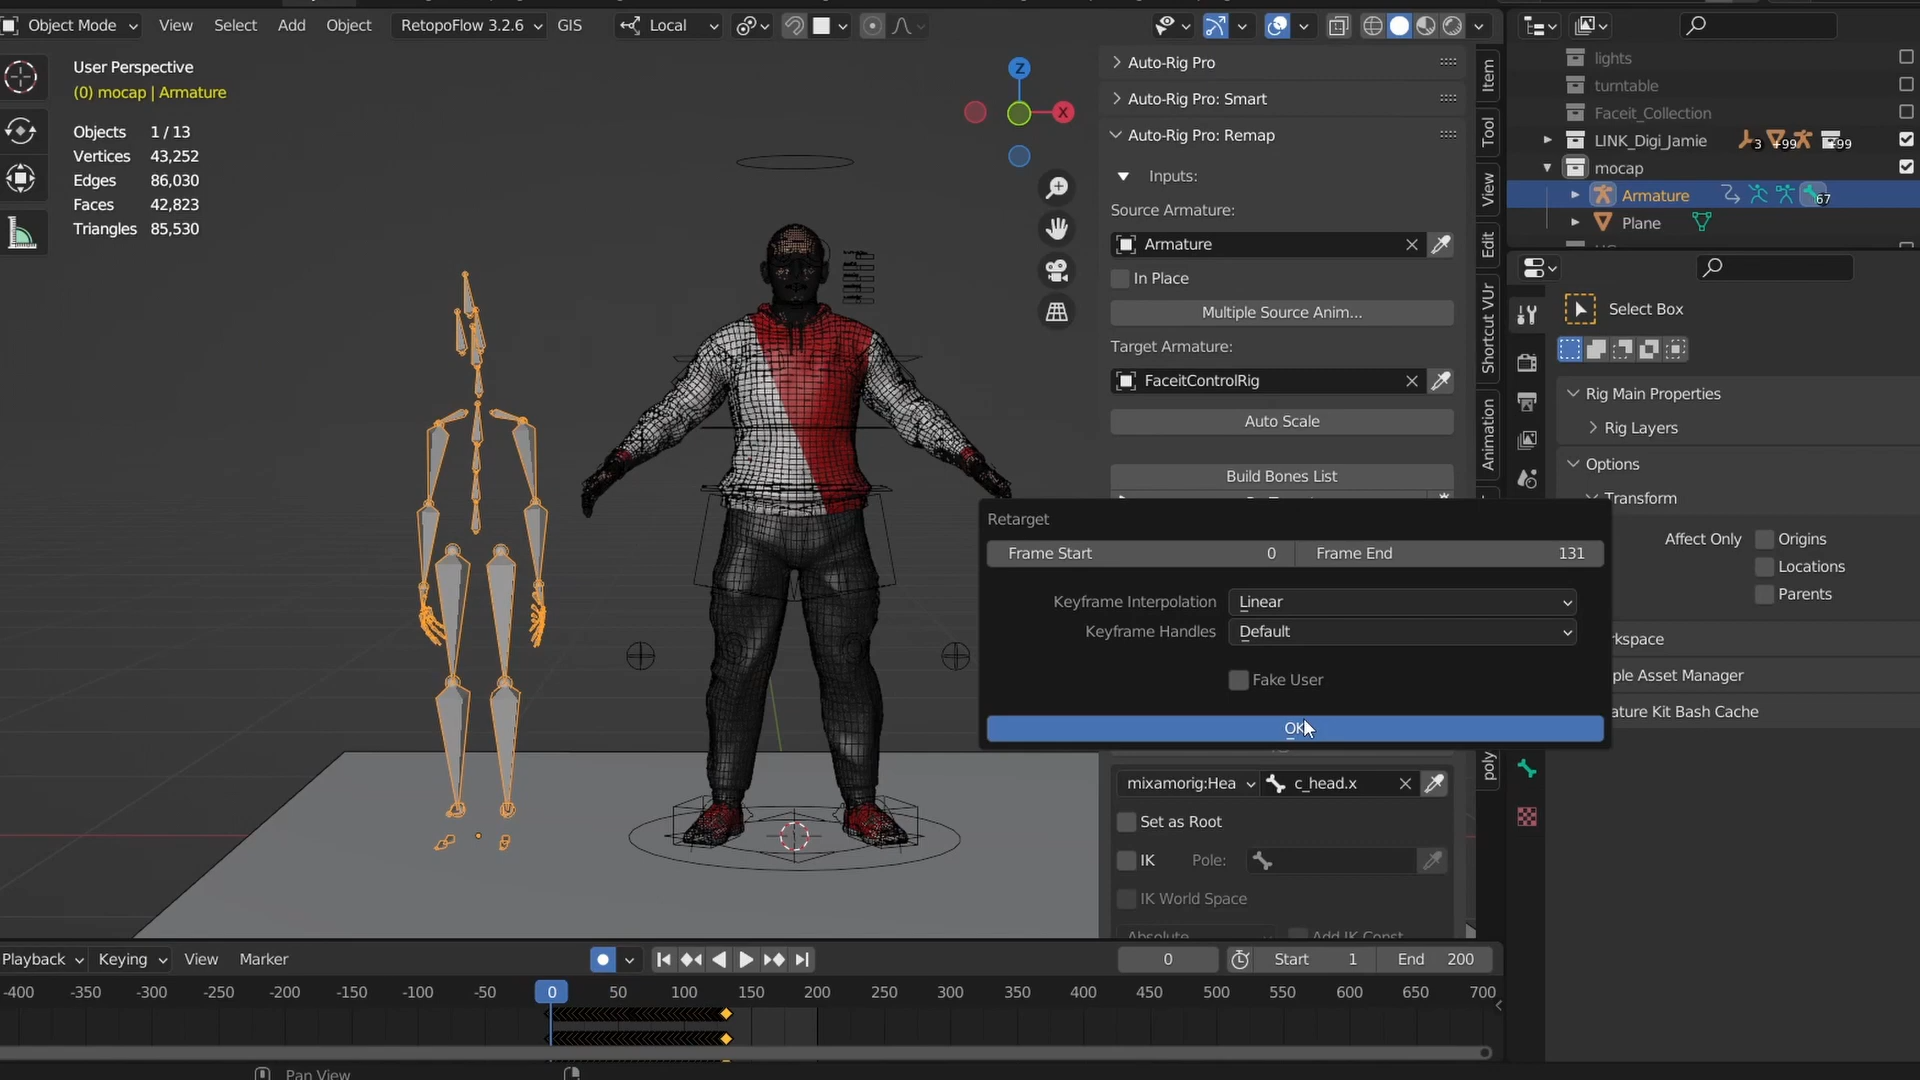 Object Mode View Select Add Object RetopoFlow 3.2.6 GIS Local
User Perspective
(0) mocap | Armature
Objects 1 / 13
Vertices 43,252
Edges 86,030
Faces 42,823
Triangles 85,530
Z
X
Auto-Rig Pro
Auto-Rig Pro: Smart
Auto-Rig Pro: Remap
Inputs:
Source Armature:
Armature
In Place
Multiple Source Anim...
Target Armature:
FaceitControlRig
Auto Scale
Build Bones List
Item
Tool
View
Edit
Shortcut VUr
Animation
poly
lights
turntable
Faceit_Collection
LINK_Digi_Jamie 3 +99 +99
mocap
Armature 67
Plane
Select Box
Rig Main Properties
Rig Layers
Options
Transform
Affect Only Origins
Locations
Parents
rkspace
ple Asset Manager
ature Kit Bash Cache
Retarget
Frame Start 0 Frame End 131
Keyframe Interpolation Linear
Keyframe Handles Default
Fake User
OK
mixamorig:Hea c_head.x
Set as Root
IK Pole:
IK World Space
Absolute Add IK Const
Playback Keying View Marker 0 Start 1 End 200
-400 -350 -300 -250 -200 -150 -100 -50 0 50 100 150 200 250 300 350 400 450 500 550 600 650 700
Pan View